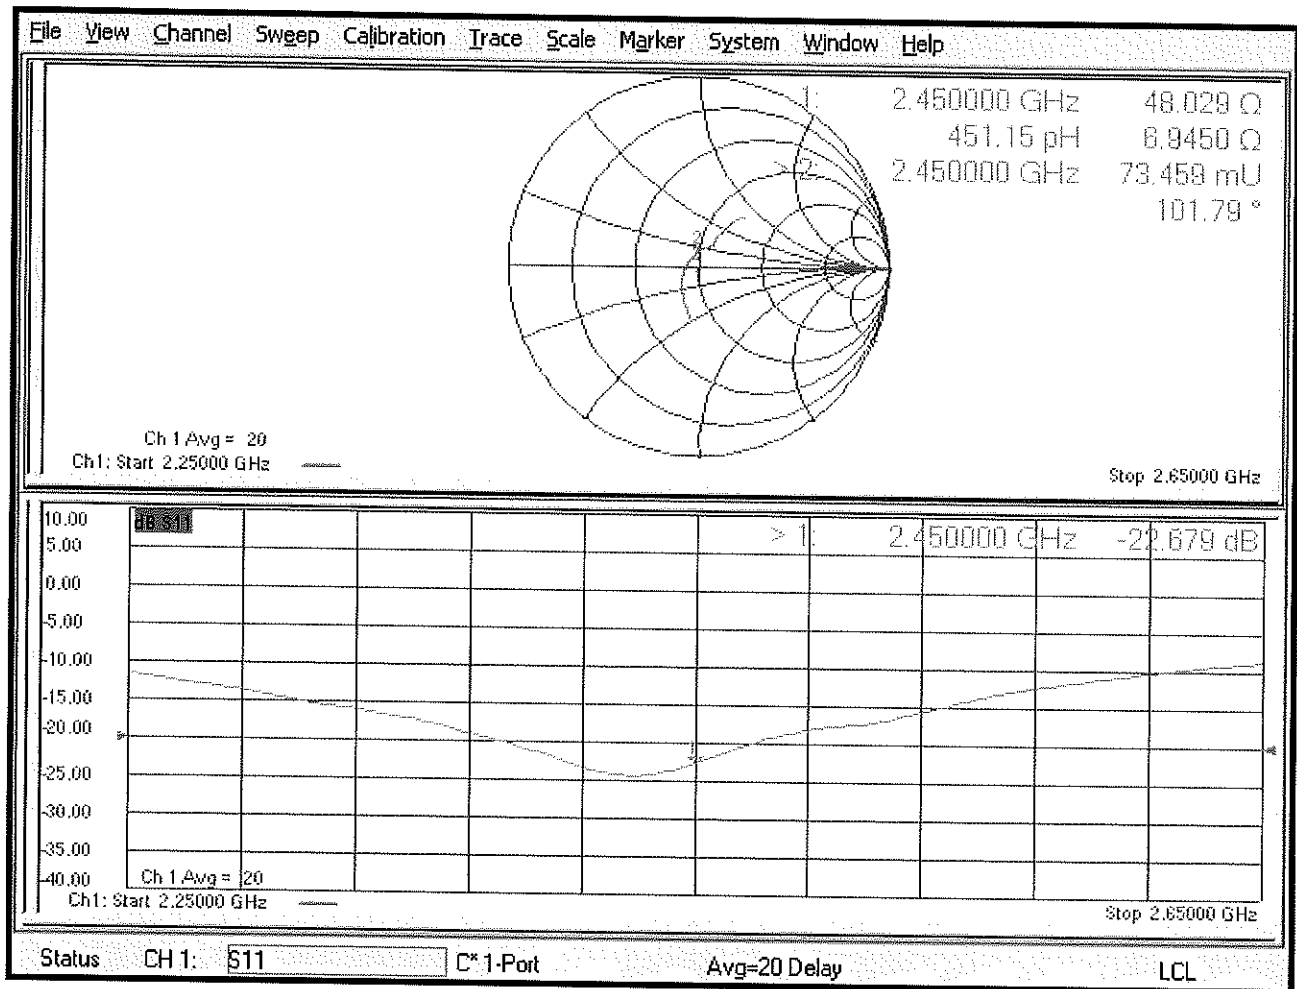 File View Channel Sweep Calibration Trace Scale Marker System Window Help
1: 2.450000 GHz 48.029 Ω
451.15 pH 6.9450 Ω
> 2: 2.450000 GHz 73.459 mU
101.79 °
2
Ch 1 Avg = 20
Ch1: Start 2.25000 GHz
Stop 2.65000 GHz
10.00 dB S11
> 1: 2.450000 GHz -22.679 dB
5.00
0.00
-5.00
-10.00
-15.00
-20.00
1
-25.00
-30.00
-35.00
-40.00
Ch 1 Avg = 20
Ch1: Start 2.25000 GHz
Stop 2.65000 GHz
Status CH 1: S11 C* 1-Port Avg=20 Delay LCL